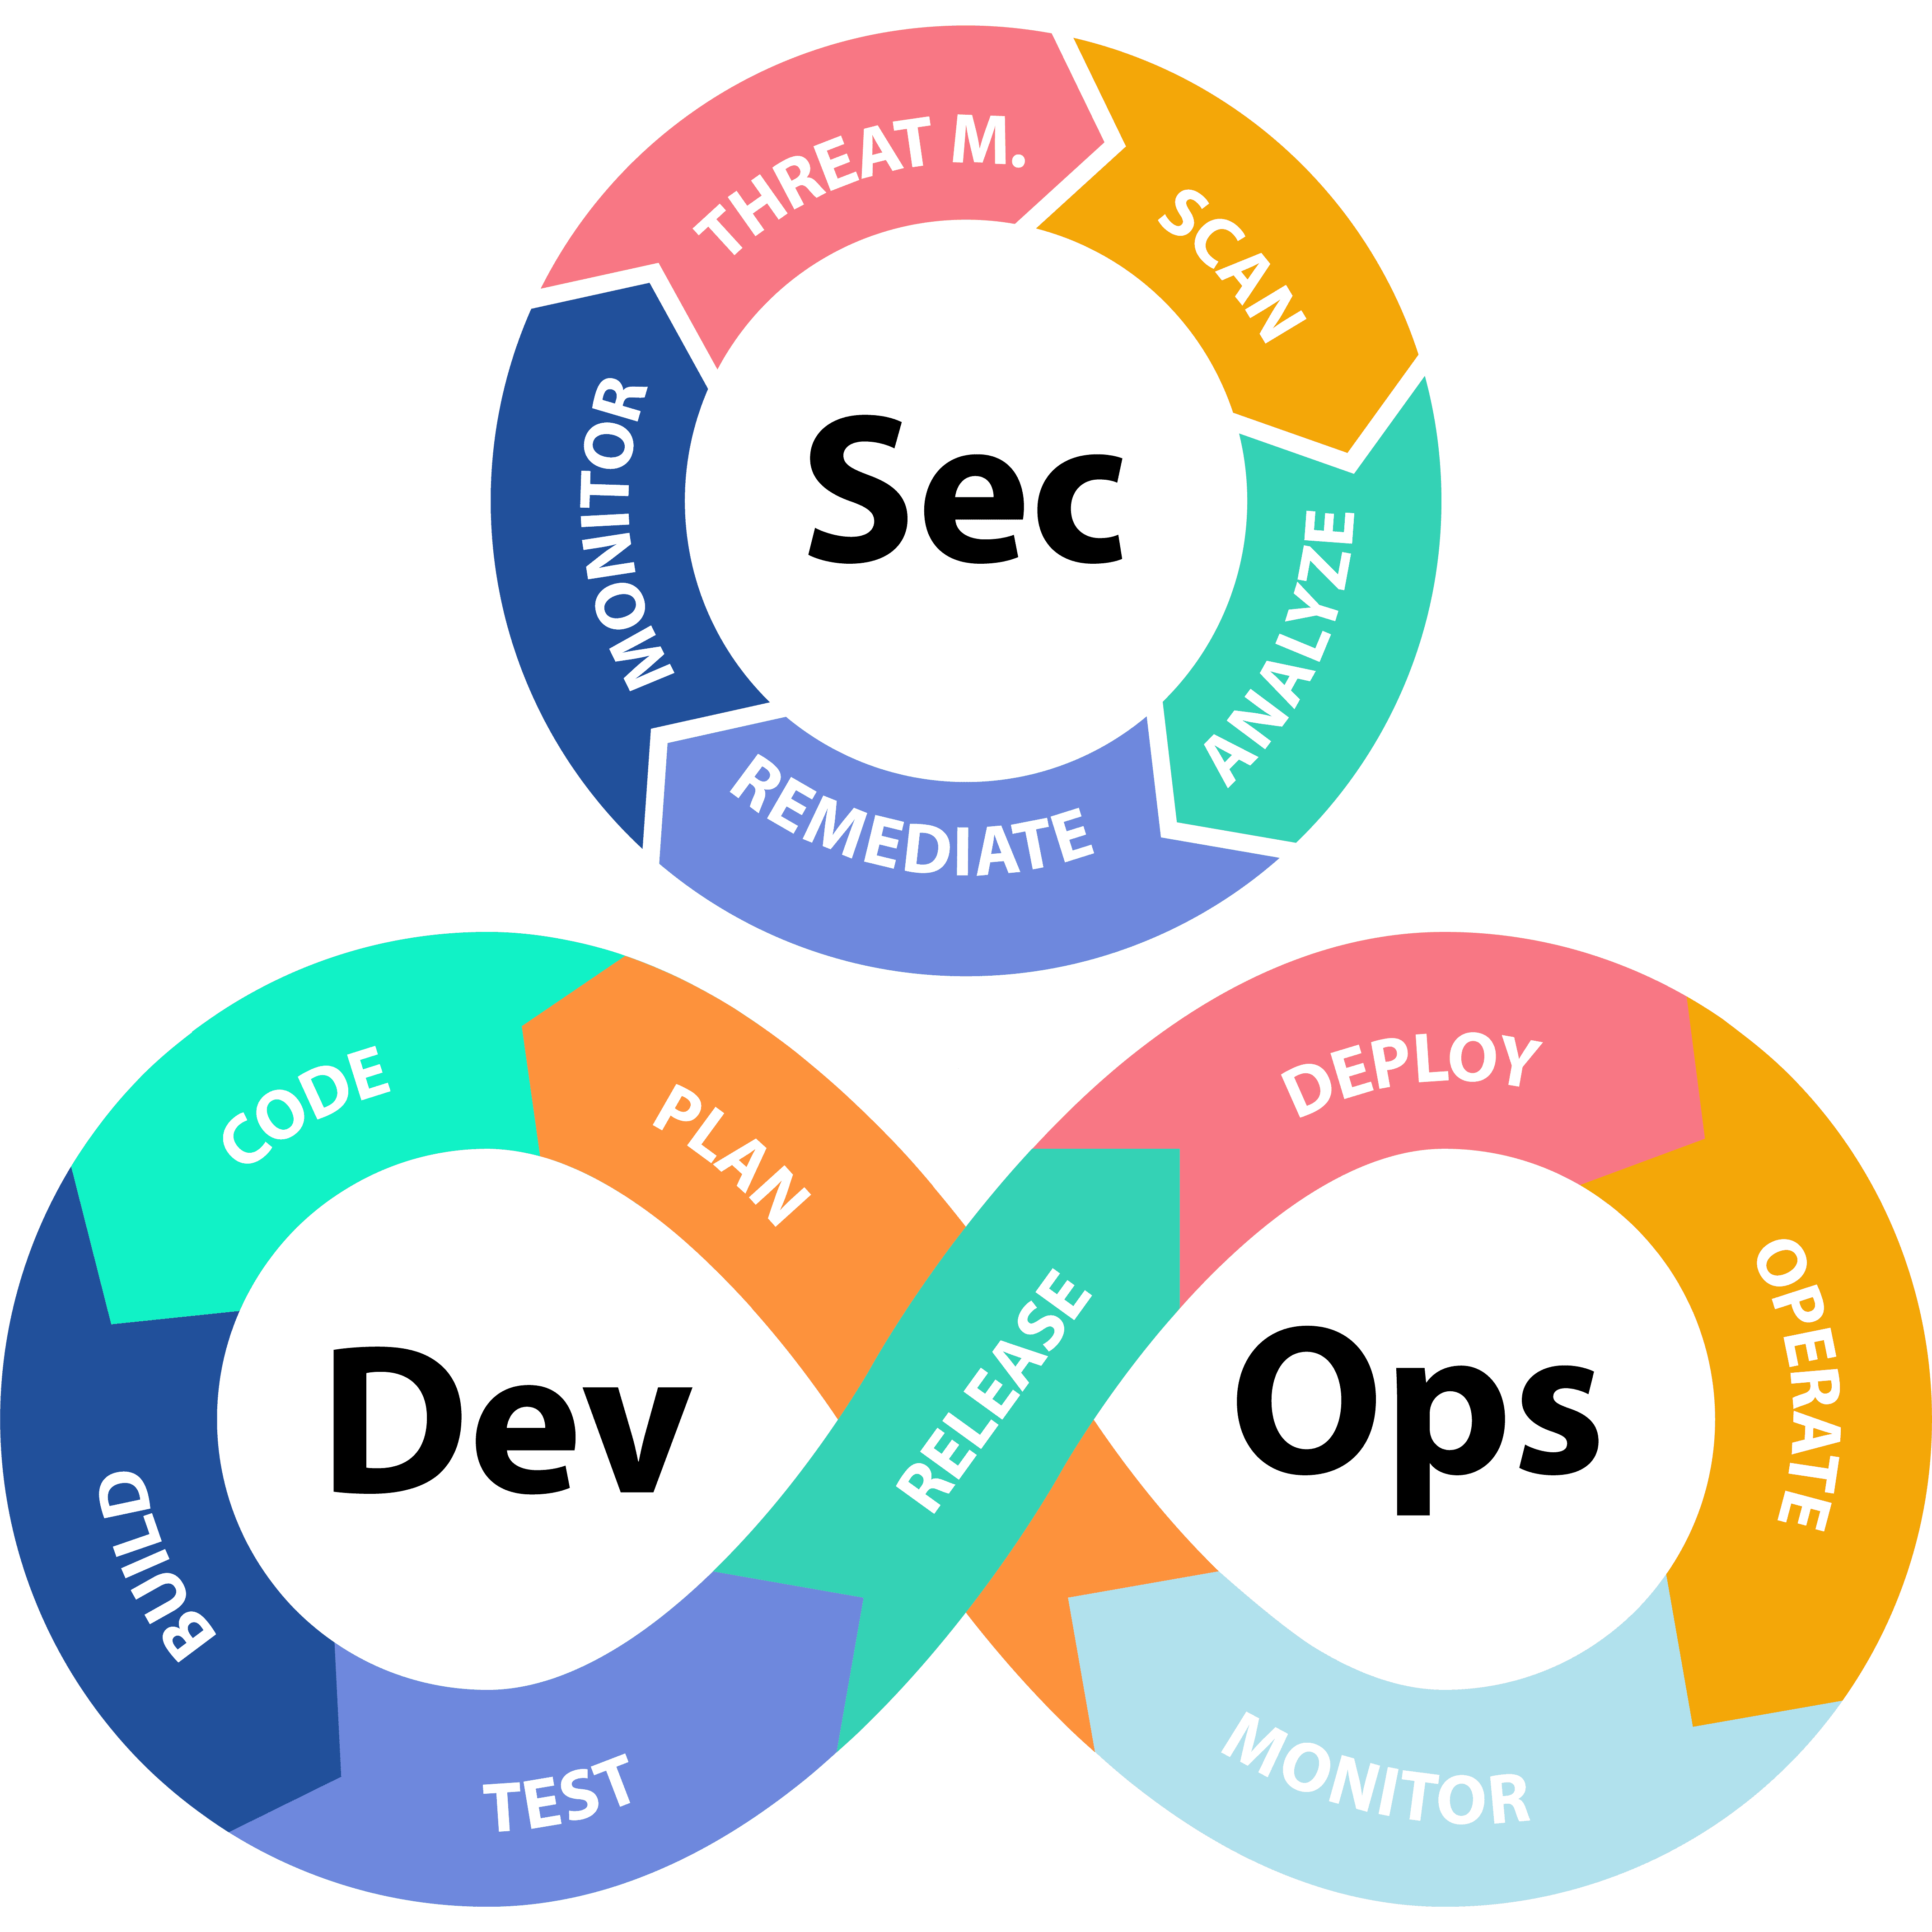 THREAT M.
SCAN
ANALYZE
REMEDIATE
MONITOR
Sec
PLAN
CODE
BUILD
TEST
Dev
RELEASE
DEPLOY
OPERATE
MONITOR
Ops